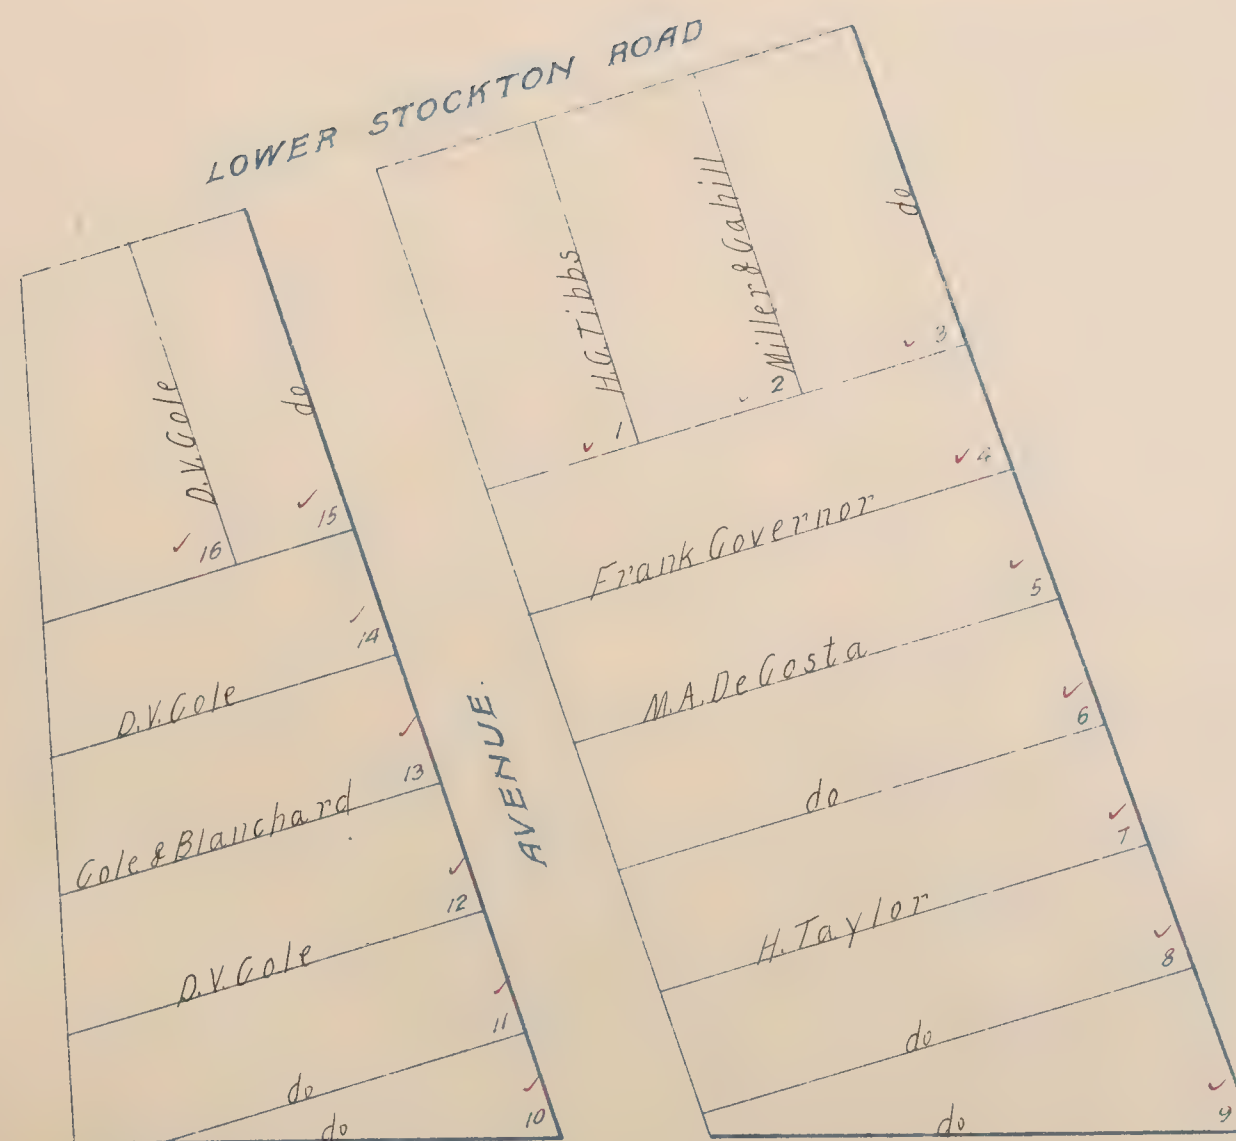 LOWER STOCKTON ROAD
H.G. Tibbs
1
Miller & Cahill
2
do
3
4
Frank Governor
5
M.A. De Costa
6
do
7
H. Taylor
8
do
9
do
AVENUE.
D.V. Cole
16
do
15
14
D.V. Cole
13
Cole & Blanchard
12
D.V. Cole
11
do
10
do